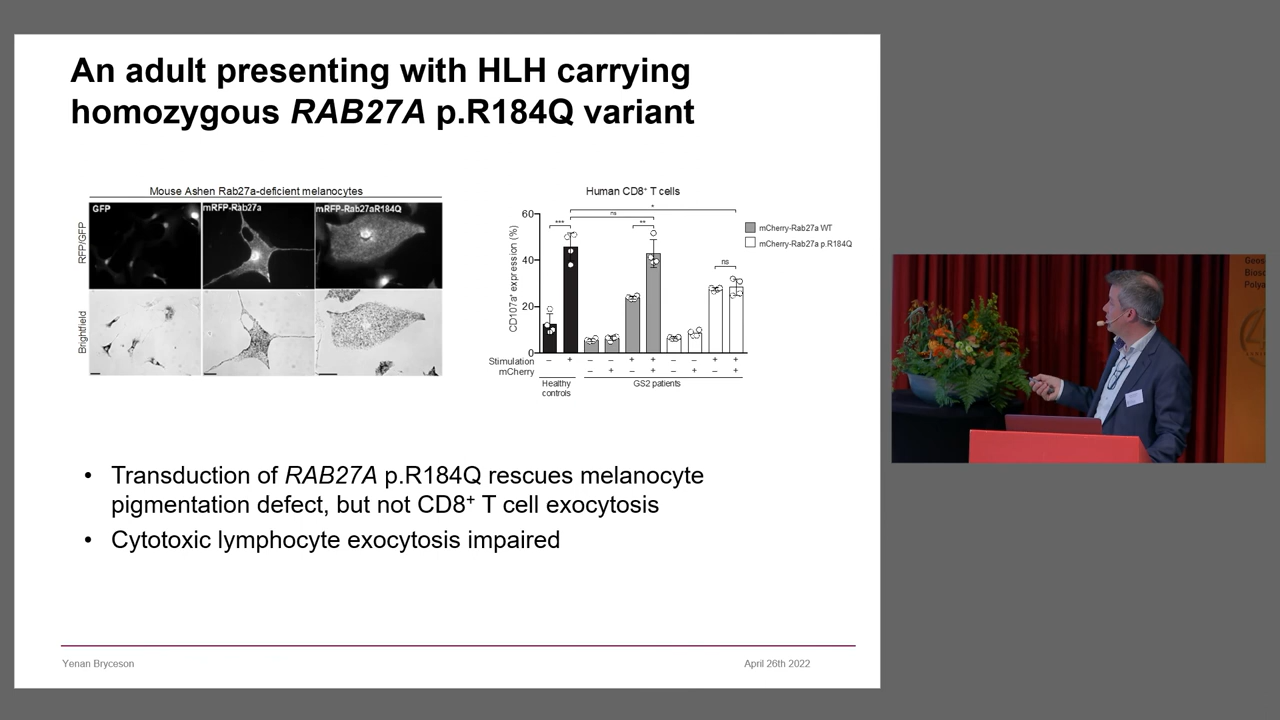 An adult presenting with HLH carrying
homozygous RAB27A p.R184Q variant
Mouse Ashen Rab27a-deficient melanocytes
GFP
mRFP-Rab27a
mRFP-Rab27aR184Q
RFP/GFP
Brightfield
Human CD8⁺ T cells
CD107a⁺ expression (%)
60
40
20
0
***
ns
**
*
ns
mCherry-Rab27a WT
mCherry-Rab27a p.R184Q
Stimulation – + – – + + – – + +
mCherry – + – + – + – +
Healthy
controls
GS2 patients
• Transduction of RAB27A p.R184Q rescues melanocyte
pigmentation defect, but not CD8⁺ T cell exocytosis
• Cytotoxic lymphocyte exocytosis impaired
Yenan Bryceson
April 26th 2022
Geos
Biosc
Polya